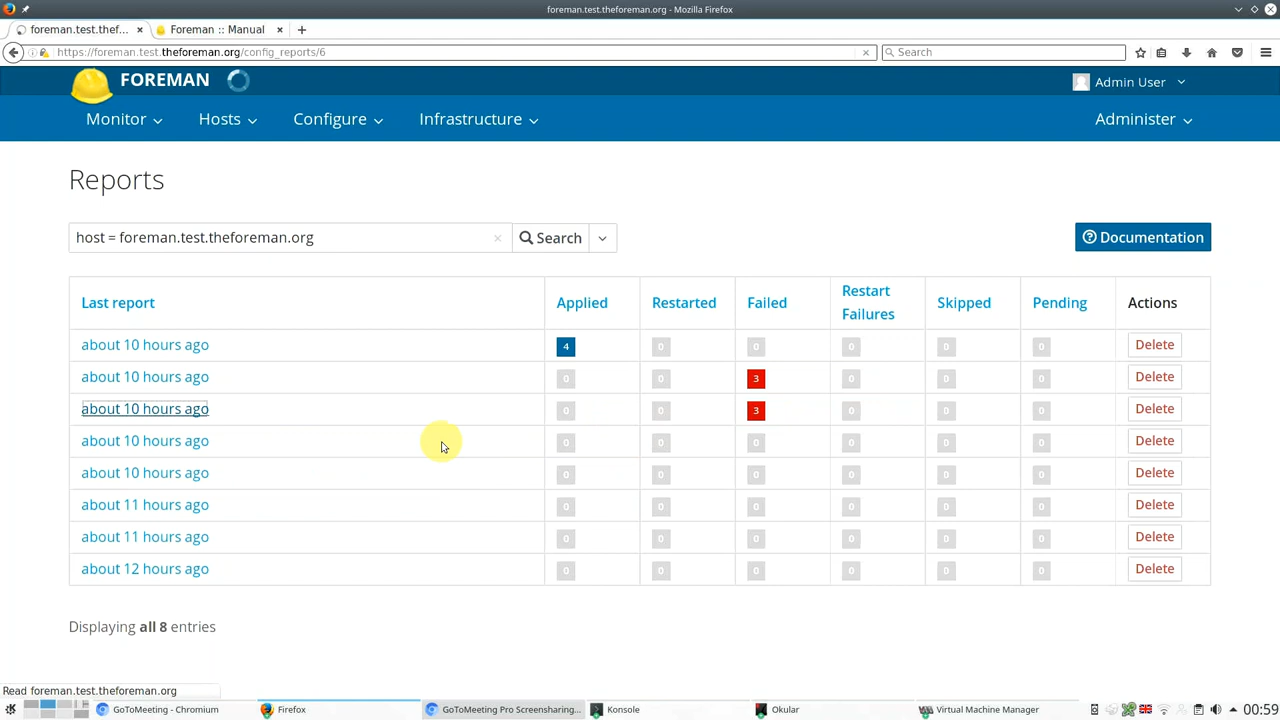 foreman.test.theforeman.org - Mozilla Firefox
foreman.test.thef...
Foreman :: Manual
https://foreman.test.theforeman.org/config_reports/6
Search
FOREMAN
Admin User
Monitor
Hosts
Configure
Infrastructure
Administer
Reports
host = foreman.test.theforeman.org
Search
Documentation
Last report Applied Restarted Failed Restart Failures Skipped Pending Actions
about 10 hours ago 4 0 0 0 0 0 Delete
about 10 hours ago 0 0 3 0 0 0 Delete
about 10 hours ago 0 0 3 0 0 0 Delete
about 10 hours ago 0 0 0 0 0 0 Delete
about 10 hours ago 0 0 0 0 0 0 Delete
about 11 hours ago 0 0 0 0 0 0 Delete
about 11 hours ago 0 0 0 0 0 0 Delete
about 12 hours ago 0 0 0 0 0 0 Delete
Displaying all 8 entries
Read foreman.test.theforeman.org
GoToMeeting - Chromium
Firefox
GoToMeeting Pro Screensharing...
Konsole
Okular
Virtual Machine Manager
00:59